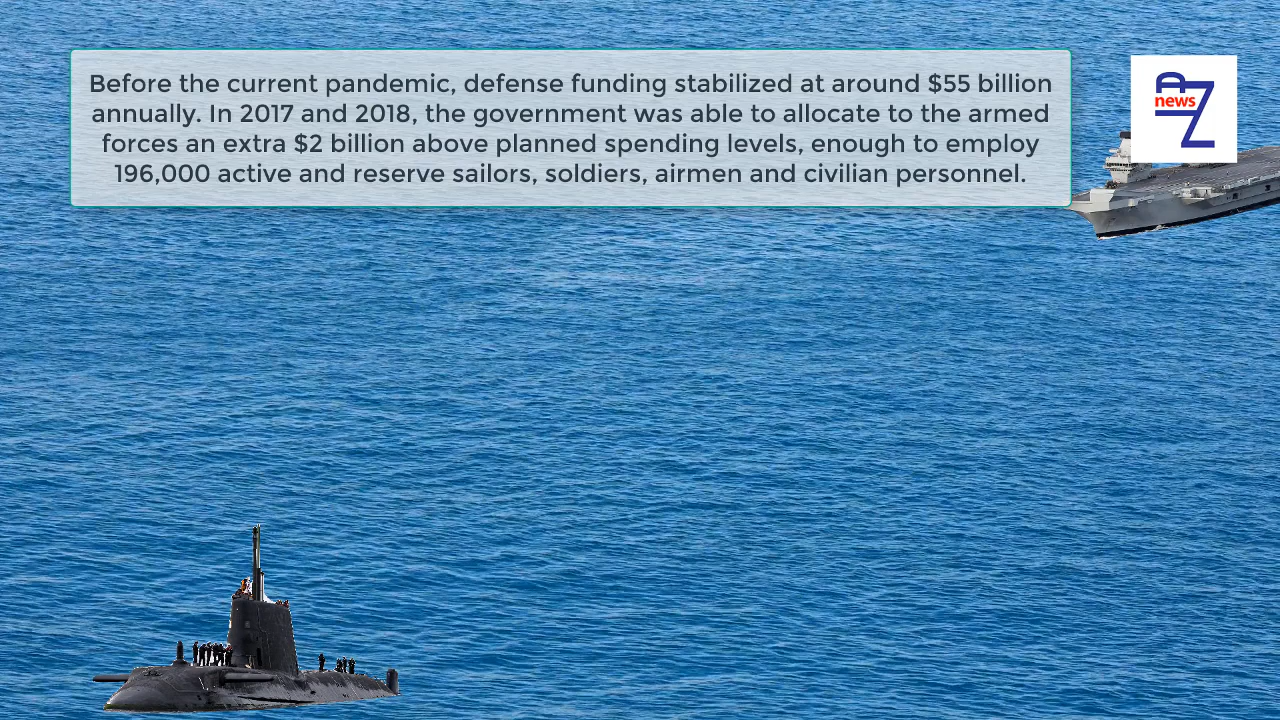 Before the current pandemic, defense funding stabilized at around $55 billion
annually. In 2017 and 2018, the government was able to allocate to the armed
forces an extra $2 billion above planned spending levels, enough to employ
196,000 active and reserve sailors, soldiers, airmen and civilian personnel.
AZ
news